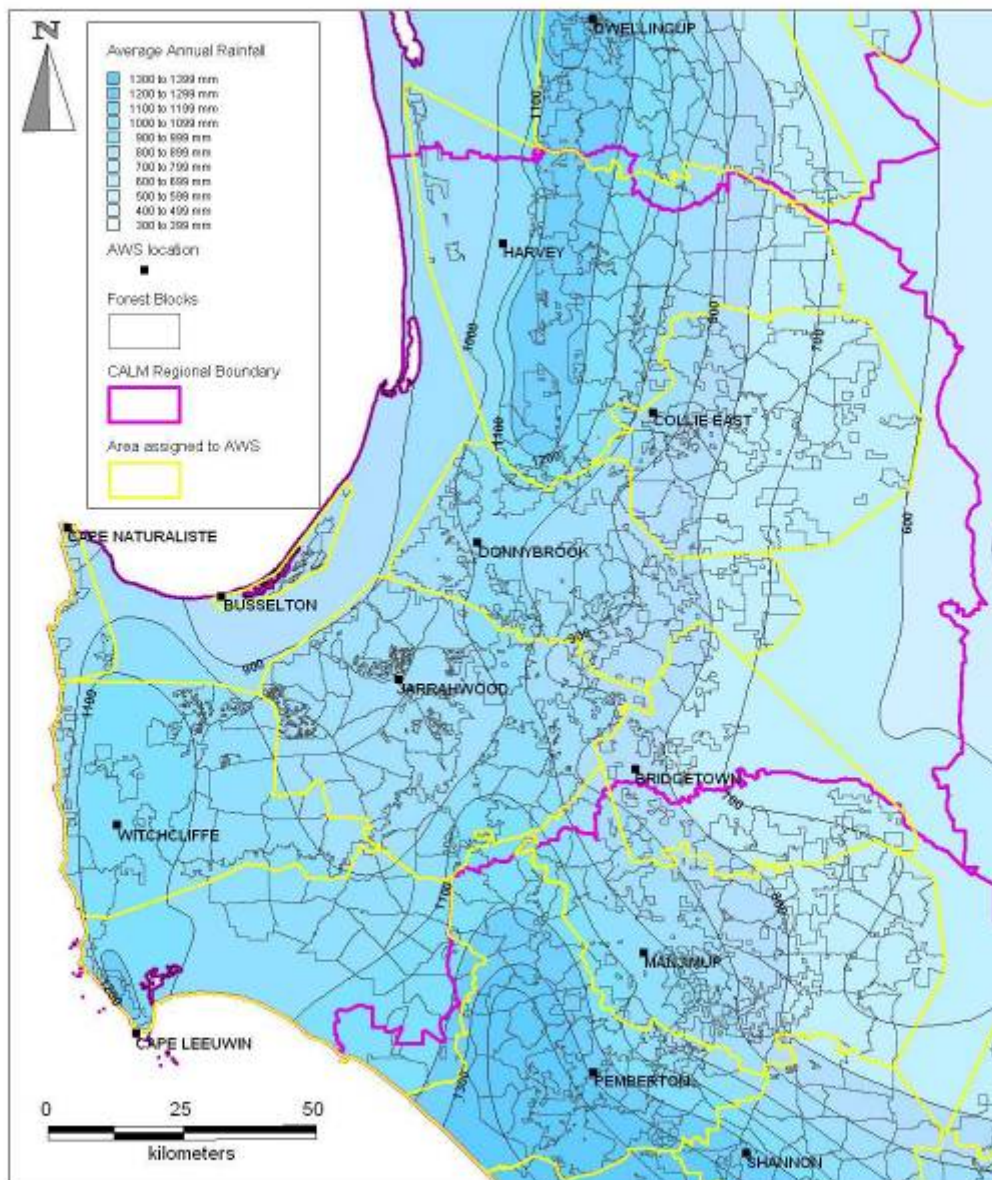 N
Average Annual Rainfall
1300 to 1399 mm
1200 to 1299 mm
1100 to 1199 mm
1000 to 1099 mm
900 to 999 mm
800 to 899 mm
700 to 799 mm
600 to 699 mm
500 to 599 mm
400 to 499 mm
300 to 399 mm
AWS location
Forest Blocks
CALM Regional Boundary
Area assigned to AWS
DWELLINGUP
1100
HARVEY
1000
900
700
COLLIE EAST
1100
1200
600
CAPE NATURALISTE
DONNYBROOK
BUSSELTON
900
900
JARRAHWOOD
1100
BRIDGETOWN
700
WITCHCLIFFE
1100
800
MANJIMUP
1200
CAPE LEEUWIN
PEMBERTON
1300
SHANNON
0 25 50
kilometers